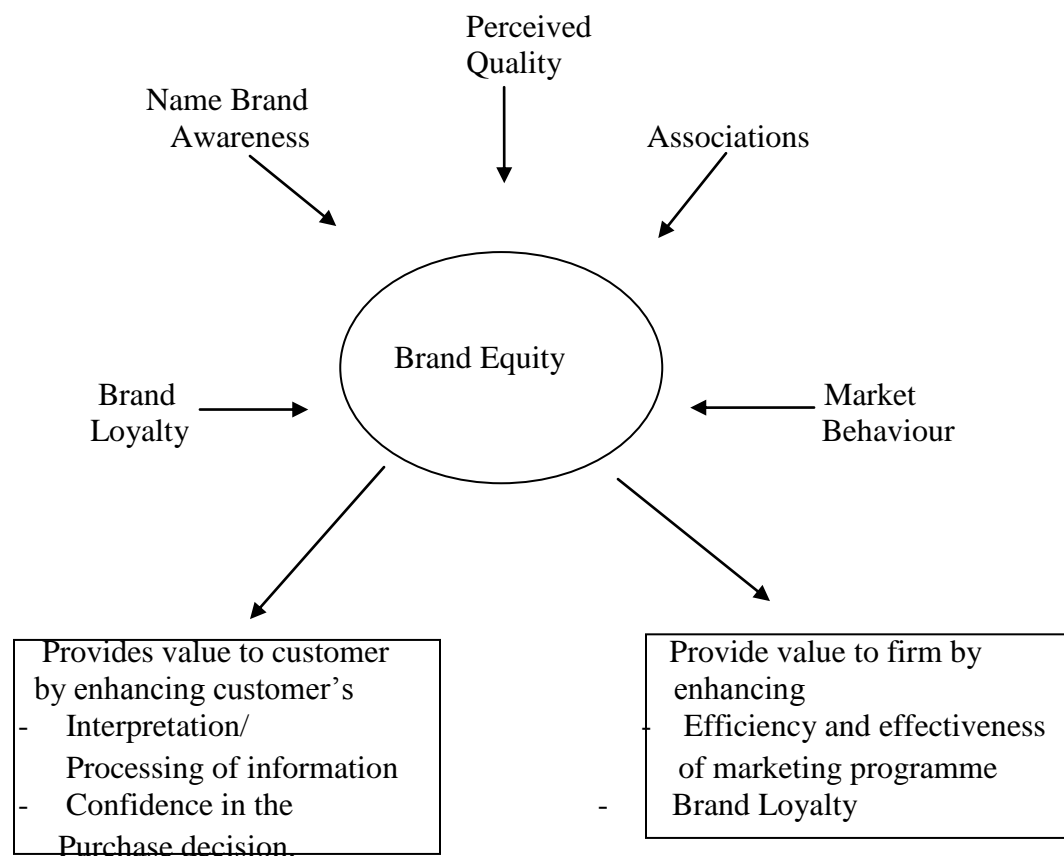 Perceived
Quality
Name Brand
Awareness
Associations
Brand Equity
Brand
Loyalty
Market
Behaviour
Provides value to customer
by enhancing customer’s
- Interpretation/
Processing of information
- Confidence in the
Purchase decision.
Provide value to firm by
enhancing
- Efficiency and effectiveness
of marketing programme
- Brand Loyalty